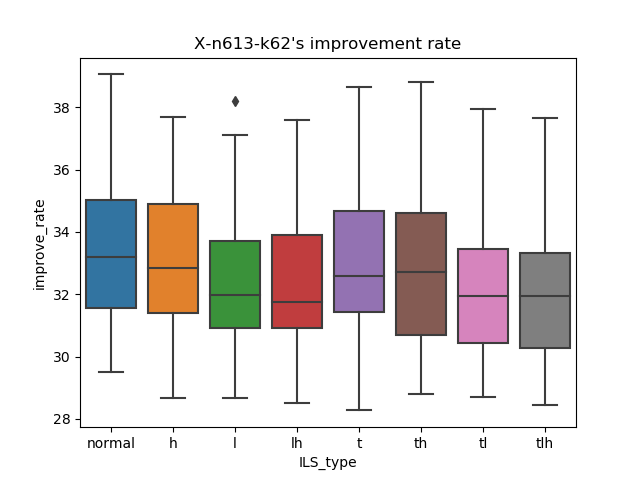 X-n613-k62's improvement rate
improve_rate
38
36
34
32
30
28
normal h l lh t th tl tlh
ILS_type